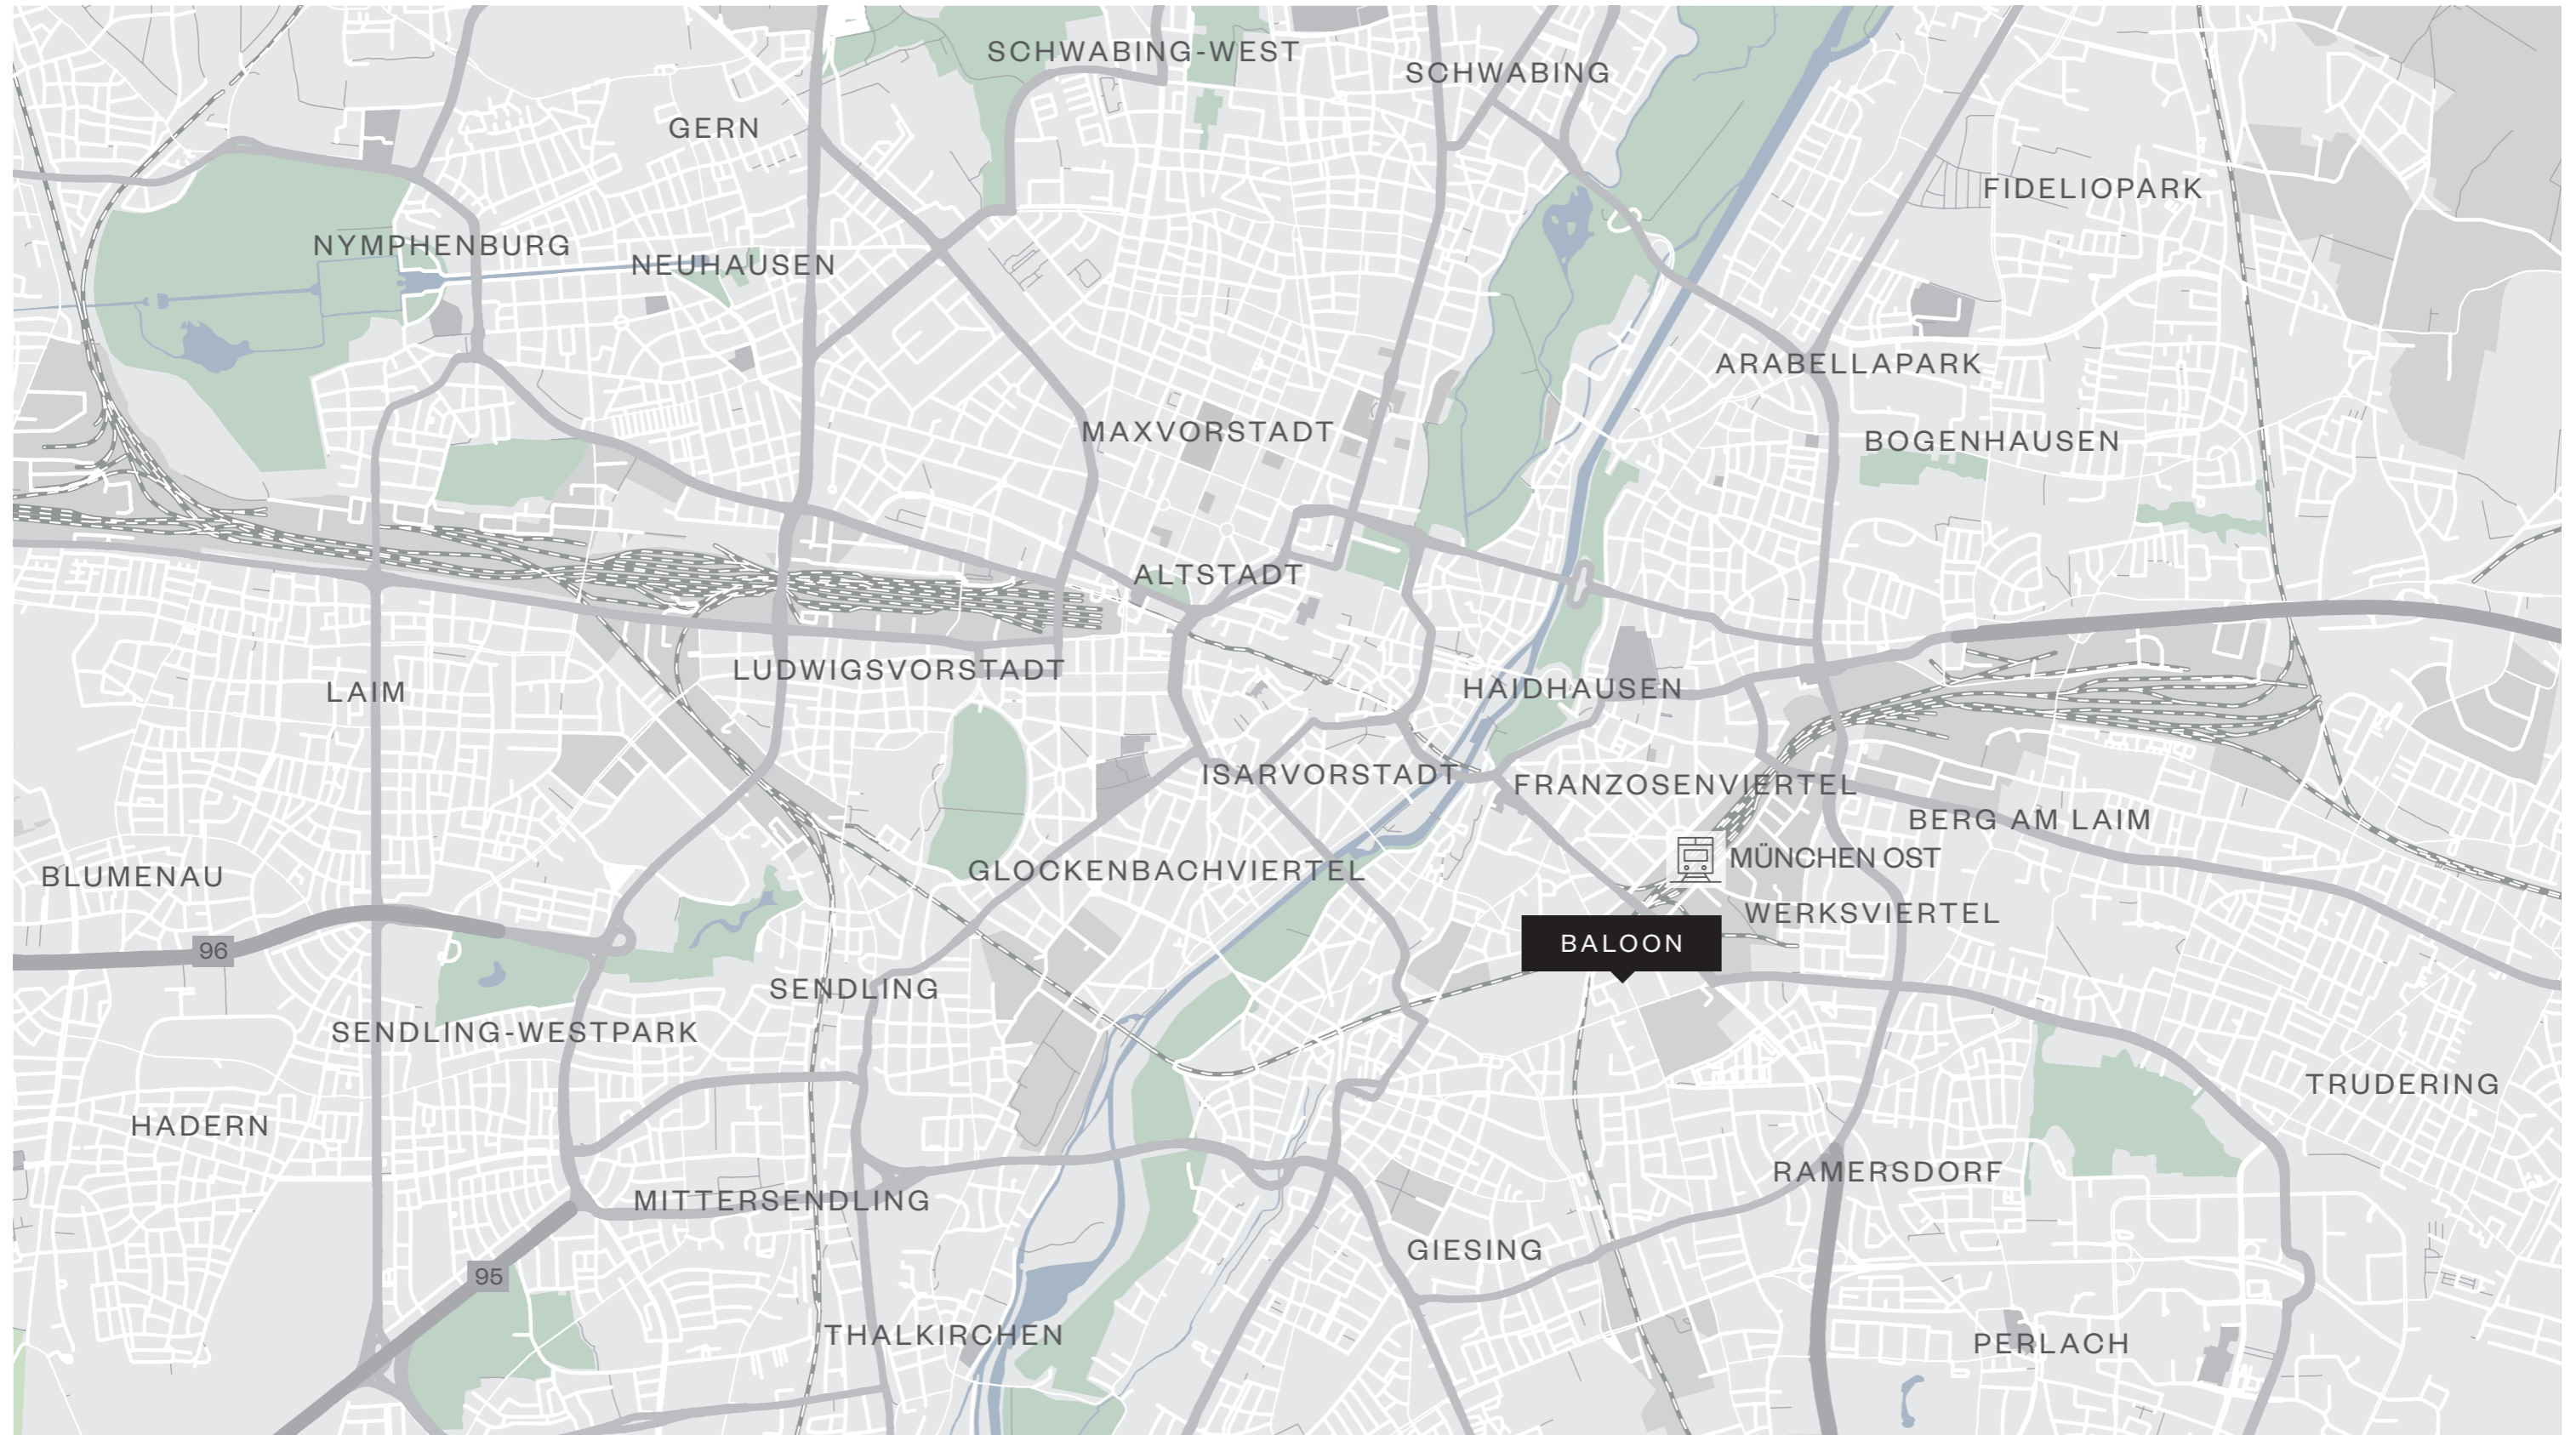 SCHWABING-WEST
SCHWABING
GERN
FIDELIOPARK
NYMPHENBURG
NEUHAUSEN
ARABELLAPARK
MAXVORSTADT
BOGENHAUSEN
ALTSTADT
LUDWIGSVORSTADT
HAIDHAUSEN
LAIM
ISARVORSTADT
FRANZOSENVIERTEL
BERG AM LAIM
MÜNCHEN OST
GLOCKENBACHVIERTEL
BLUMENAU
WERKSVIERTEL
BALOON
96
SENDLING
SENDLING-WESTPARK
TRUDERING
HADERN
RAMERSDORF
MITTERSENDLING
GIESING
95
THALKIRCHEN
PERLACH